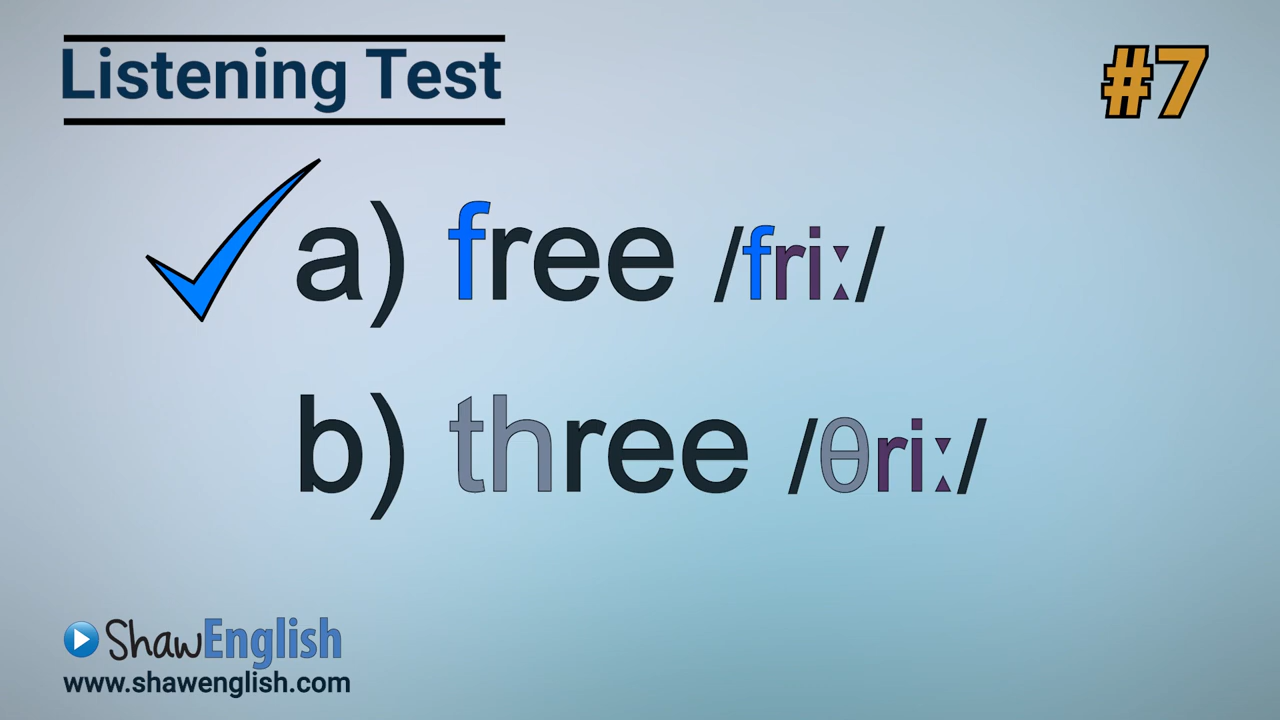 Listening Test
#7
a) free /friː/
b) three /θriː/
ShawEnglish
www.shawenglish.com